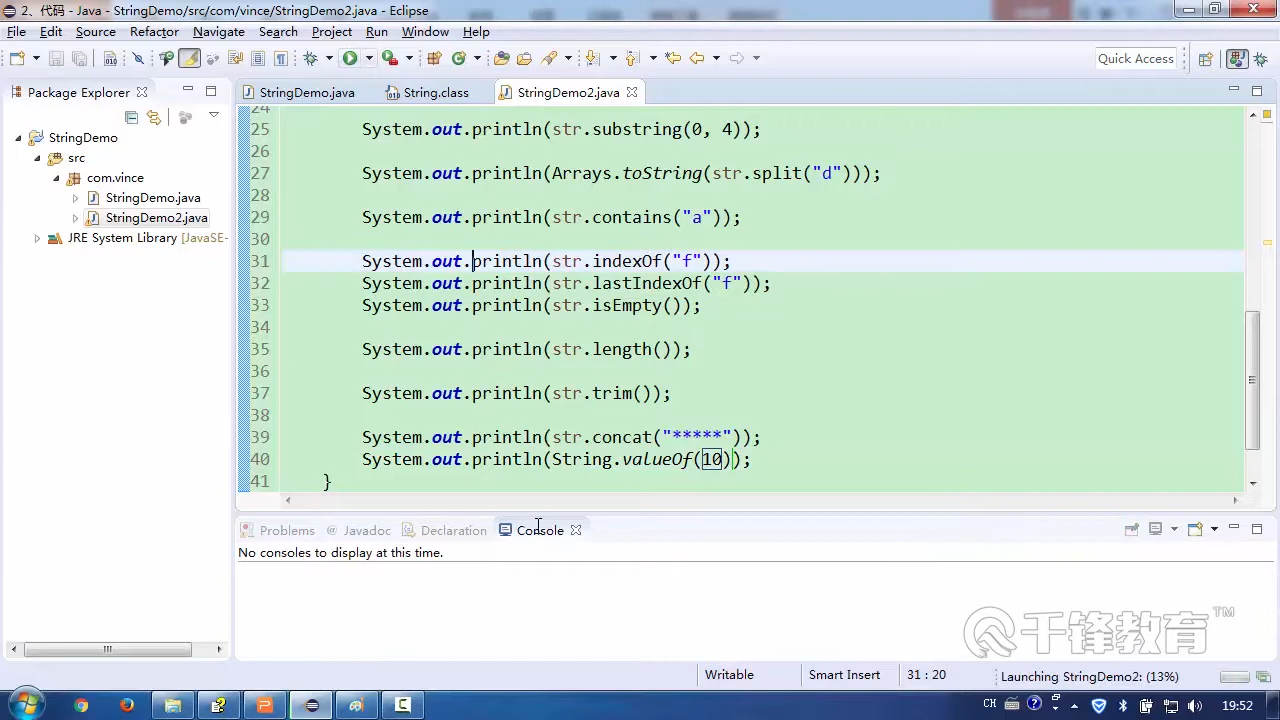 2、代码 - Java - StringDemo/src/com/vince/StringDemo2.java - Eclipse
File Edit Source Refactor Navigate Search Project Run Window Help
Quick Access
Package Explorer
StringDemo.java String.class StringDemo2.java
StringDemo
src
com.vince
StringDemo.java
StringDemo2.java
JRE System Library [JavaSE-
24
25 System.out.println(str.substring(0, 4));
26
27 System.out.println(Arrays.toString(str.split("d")));
28
29 System.out.println(str.contains("a"));
30
31 System.out.println(str.indexOf("f"));
32 System.out.println(str.lastIndexOf("f"));
33 System.out.println(str.isEmpty());
34
35 System.out.println(str.length());
36
37 System.out.println(str.trim());
38
39 System.out.println(str.concat("*****"));
40 System.out.println(String.valueOf(10));
41 }
Problems @ Javadoc Declaration Console
No consoles to display at this time.
千锋教育™
Writable Smart Insert 31 : 20 Launching StringDemo2: (13%)
CH 19:52